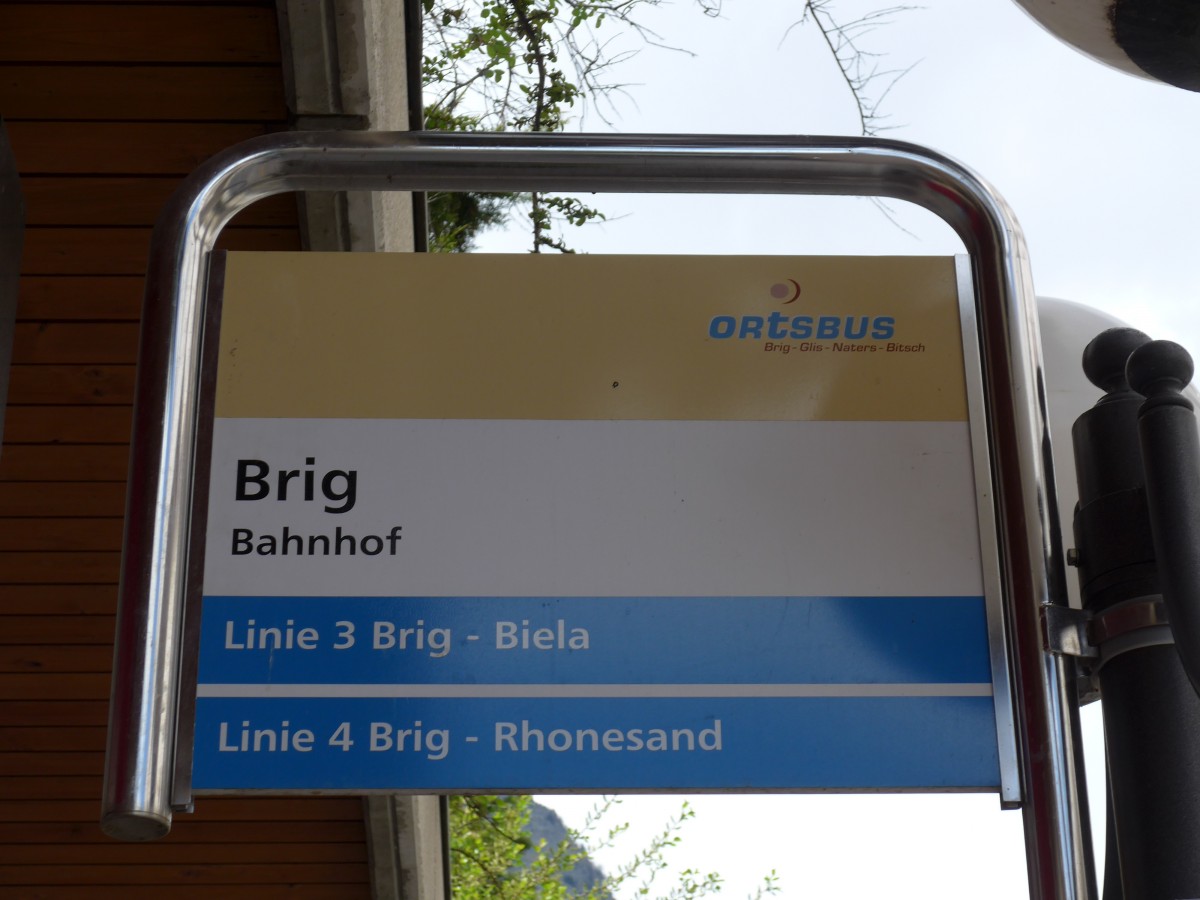 ORtSBUS
Brig - Glis - Naters - Bitsch
Brig
Bahnhof
Linie 3 Brig - Biela
Linie 4 Brig - Rhonesand